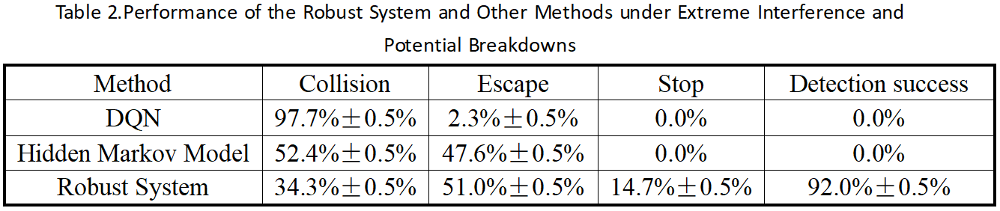 Table 2.Performance of the Robust System and Other Methods under Extreme Interference and
Potential Breakdowns
Method Collision Escape Stop Detection success
DQN 97.7%±0.5% 2.3%±0.5% 0.0% 0.0%
Hidden Markov Model 52.4%±0.5% 47.6%±0.5% 0.0% 0.0%
Robust System 34.3%±0.5% 51.0%±0.5% 14.7%±0.5% 92.0%±0.5%